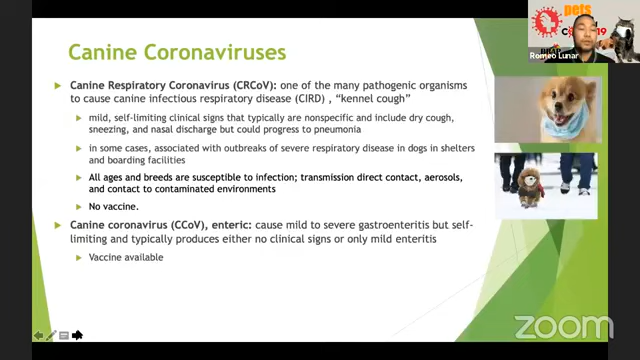 pets
Romeo Lunar
Canine Coronaviruses
Canine Respiratory Coronavirus (CRCoV): one of the many pathogenic organisms
to cause canine infectious respiratory disease (CIRD) , “kennel cough”
mild, self-limiting clinical signs that typically are nonspecific and include dry cough,
sneezing, and nasal discharge but could progress to pneumonia
in some cases, associated with outbreaks of severe respiratory disease in dogs in shelters
and boarding facilities
All ages and breeds are susceptible to infection; transmission direct contact, aerosols,
and contact to contaminated environments
No vaccine.
Canine coronavirus (CCoV), enteric: cause mild to severe gastroenteritis but self-
limiting and typically produces either no clinical signs or only mild enteritis
Vaccine available
zoom